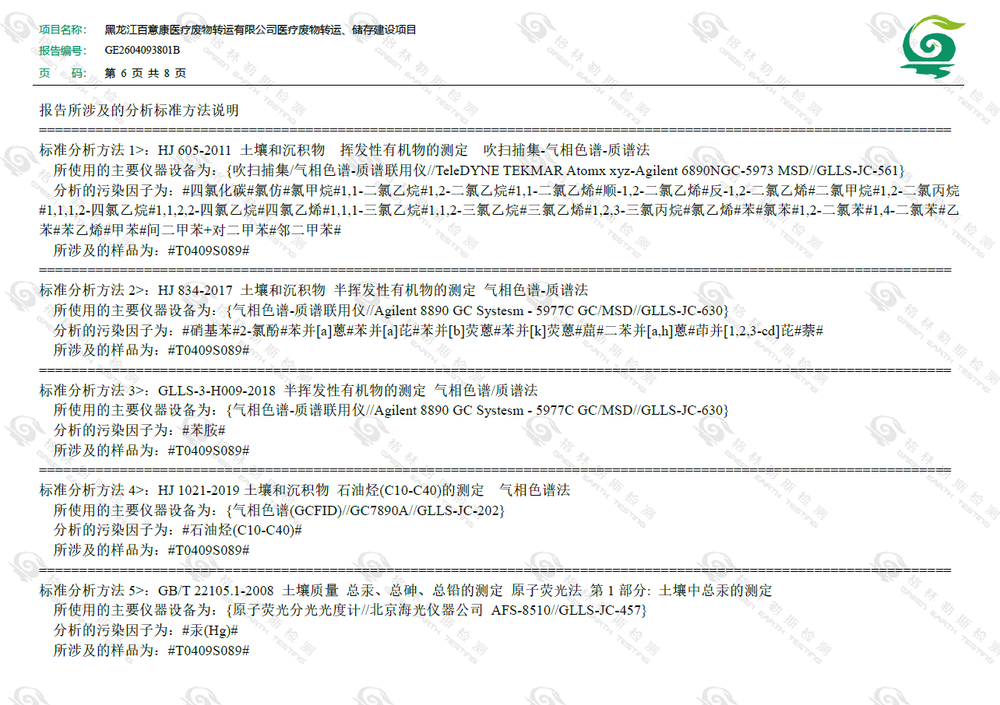 项目名称: 黑龙江百意康医疗废物转运有限公司医疗废物转运、储存建设项目
报告编号: GE2604093801B
页 码: 第 6 页 共 8 页
报告所涉及的分析标准方法说明
标准分析方法 1>:HJ 605-2011 土壤和沉积物 挥发性有机物的测定 吹扫捕集-气相色谱-质谱法
所使用的主要仪器设备为:{吹扫捕集/气相色谱-质谱联用仪//TeleDYNE TEKMAR Atomx xyz-Agilent 6890NGC-5973 MSD//GLLS-JC-561}
分析的污染因子为:#四氯化碳#氯仿#氯甲烷#1,1-二氯乙烷#1,2-二氯乙烷#1,1-二氯乙烯#顺-1,2-二氯乙烯#反-1,2-二氯乙烯#二氯甲烷#1,2-二氯丙烷
#1,1,1,2-四氯乙烷#1,1,2,2-四氯乙烷#四氯乙烯#1,1,1-三氯乙烷#1,1,2-三氯乙烷#三氯乙烯#1,2,3-三氯丙烷#氯乙烯#苯#氯苯#1,2-二氯苯#1,4-二氯苯#乙
苯#苯乙烯#甲苯#间二甲苯+对二甲苯#邻二甲苯#
所涉及的样品为:#T0409S089#
标准分析方法 2>:HJ 834-2017 土壤和沉积物 半挥发性有机物的测定 气相色谱-质谱法
所使用的主要仪器设备为:{气相色谱-质谱联用仪//Agilent 8890 GC Systesm - 5977C GC/MSD//GLLS-JC-630}
分析的污染因子为:#硝基苯#2-氯酚#苯并[a]蒽#苯并[a]芘#苯并[b]荧蒽#苯并[k]荧蒽#䓛#二苯并[a,h]蒽#茚并[1,2,3-cd]芘#萘#
所涉及的样品为:#T0409S089#
标准分析方法 3>:GLLS-3-H009-2018 半挥发性有机物的测定 气相色谱/质谱法
所使用的主要仪器设备为:{气相色谱-质谱联用仪//Agilent 8890 GC Systesm - 5977C GC/MSD//GLLS-JC-630}
分析的污染因子为:#苯胺#
所涉及的样品为:#T0409S089#
标准分析方法 4>:HJ 1021-2019 土壤和沉积物 石油烃(C10-C40)的测定 气相色谱法
所使用的主要仪器设备为:{气相色谱(GCFID)//GC7890A//GLLS-JC-202}
分析的污染因子为:#石油烃(C10-C40)#
所涉及的样品为:#T0409S089#
标准分析方法 5>:GB/T 22105.1-2008 土壤质量 总汞、总砷、总铅的测定 原子荧光法 第 1 部分: 土壤中总汞的测定
所使用的主要仪器设备为:{原子荧光分光光度计//北京海光仪器公司 AFS-8510//GLLS-JC-457}
分析的污染因子为:#汞(Hg)#
所涉及的样品为:#T0409S089#
格林勒斯检测
GREEN EARTH TESTING